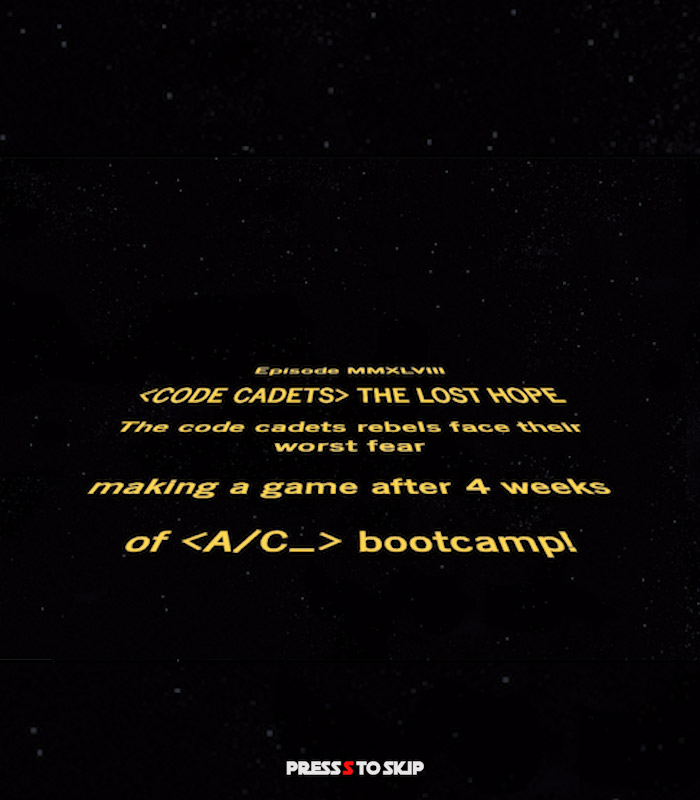 Episode MMXLVIII
<CODE CADETS> THE LOST HOPE
The code cadets rebels face their
worst fear
making a game after 4 weeks
of <A/C_> bootcamp!
PRESS S TO SKIP